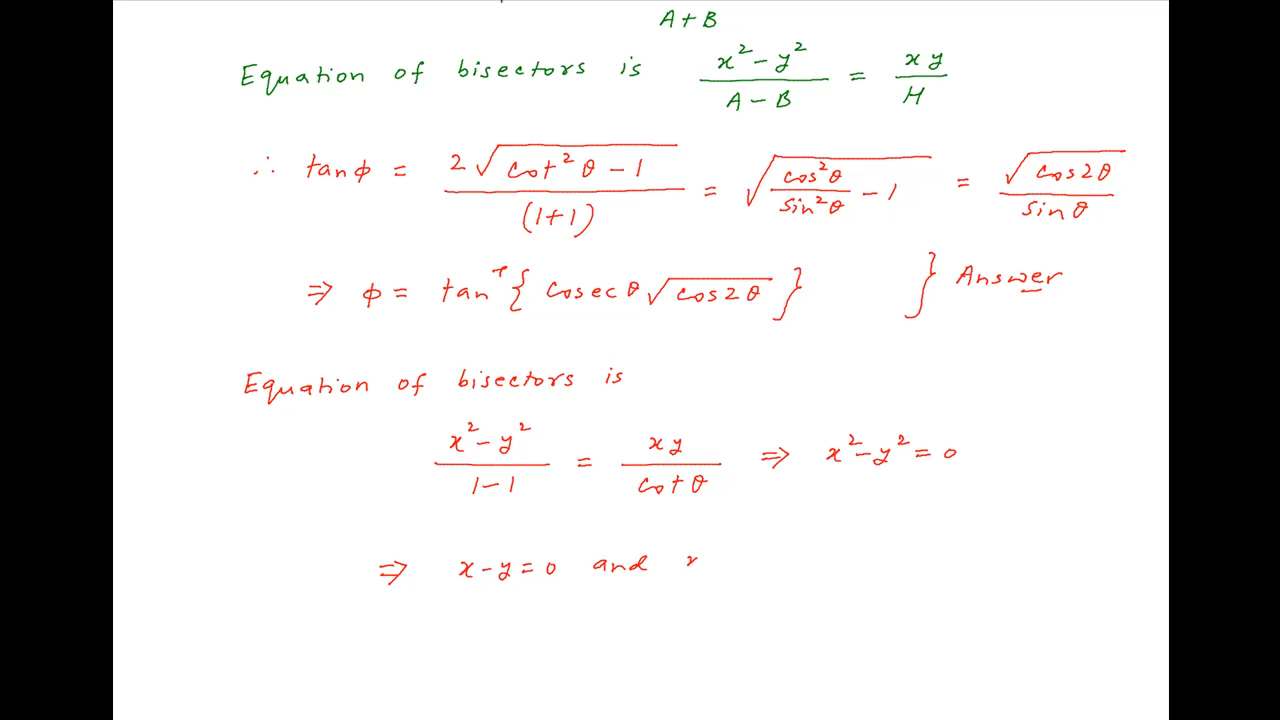 A + B
Equation of bisectors is (x² - y²)/(A - B) = xy/H
∴ tanϕ = 2√(cot²θ - 1)/(1+1) = √(cos²θ/sin²θ - 1) = √(cos2θ)/sinθ
⇒ ϕ = tan⁻¹{ cosecθ √(cos2θ) } } Answer
Equation of bisectors is
(x² - y²)/(1 - 1) = xy/cotθ ⇒ x² - y² = 0
⇒ x - y = 0 and